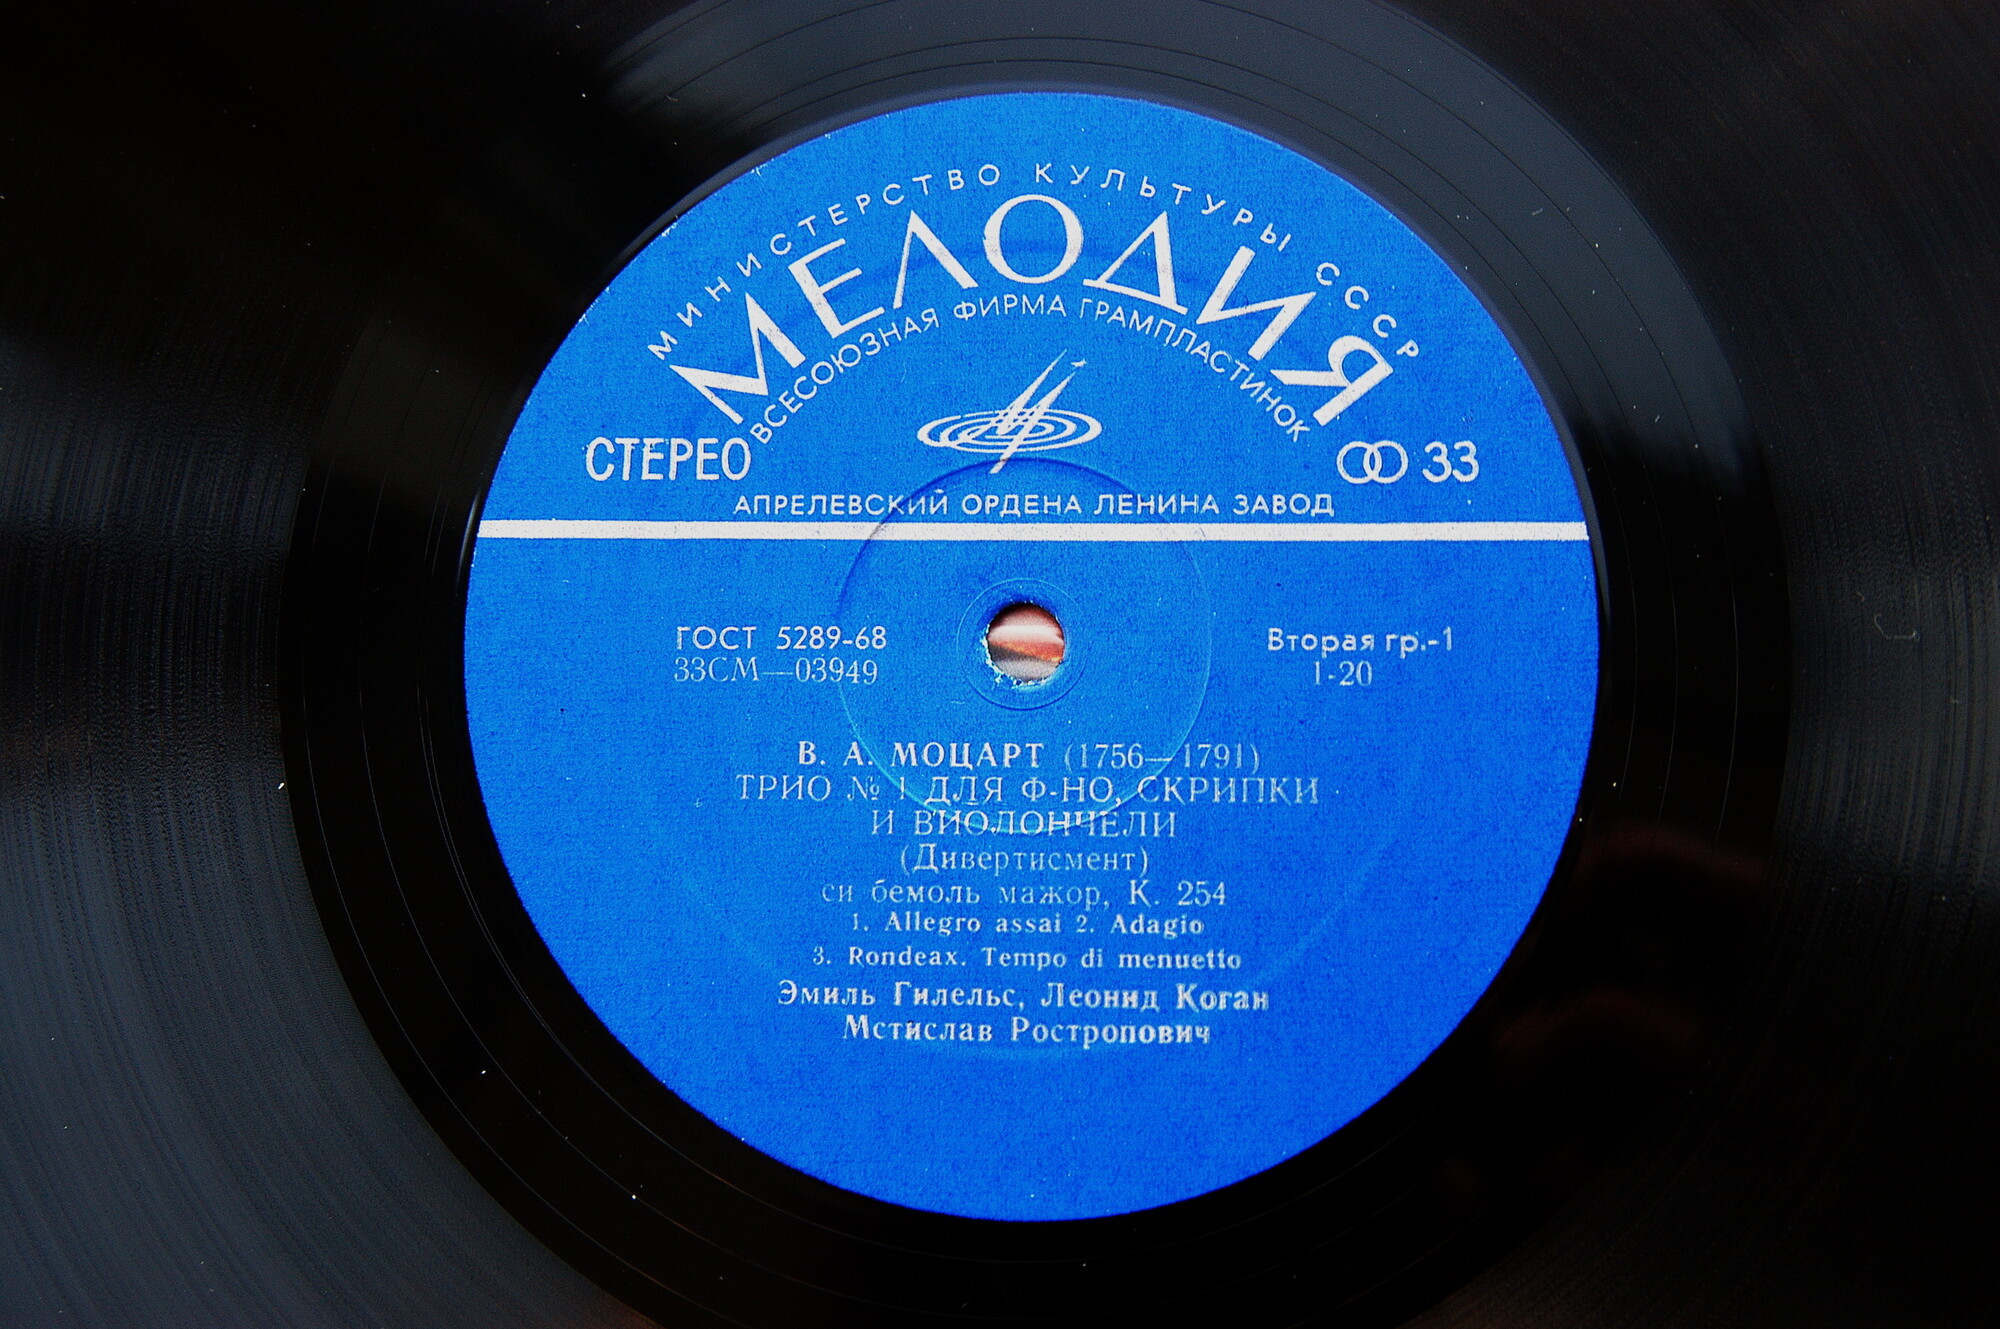 МИНИСТЕРСТВО КУЛЬТУРЫ СССР
МЕЛОДИЯ
ВСЕСОЮЗНАЯ ФИРМА ГРАМПЛАСТИНОК
СТЕРЕО
33
АПРЕЛЕВСКИЙ ОРДЕНА ЛЕНИНА ЗАВОД
ГОСТ 5289-68
Вторая гр.-1
33СМ—03949
1-20
В. А. МОЦАРТ (1756—1791)
ТРИО № 1 ДЛЯ Ф-НО, СКРИПКИ
И ВИОЛОНЧЕЛИ
(Дивертисмент)
си бемоль мажор, К. 254
1. Allegro assai 2. Adagio
3. Rondeax. Tempo di menuetto
Эмиль Гилельс, Леонид Коган
Мстислав Ростропович